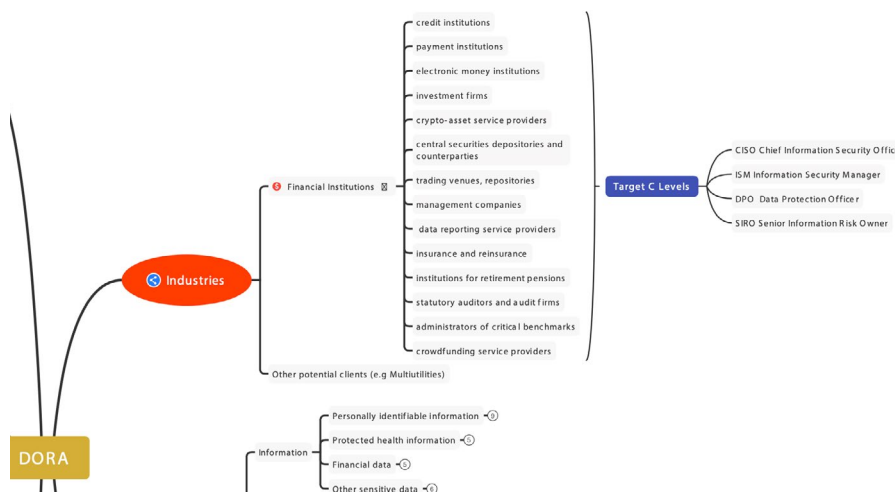 credit institutions
payment institutions
electronic money institutions
investment firms
crypto-asset service providers
central securities depositories and
counterparties
trading venues, repositories
management companies
data reporting service providers
insurance and reinsurance
institutions for retirement pensions
statutory auditors and audit firms
administrators of critical benchmarks
crowdfunding service providers
Financial Institutions
Target C Levels
CISO Chief Information Security Offic
ISM Information Security Manager
DPO Data Protection Officer
SIRO Senior Information Risk Owner
Industries
Other potential clients (e.g Multiutilities)
DORA
Information
Personally identifiable information 9
Protected health information 5
Financial data 5
Other sensitive data 6